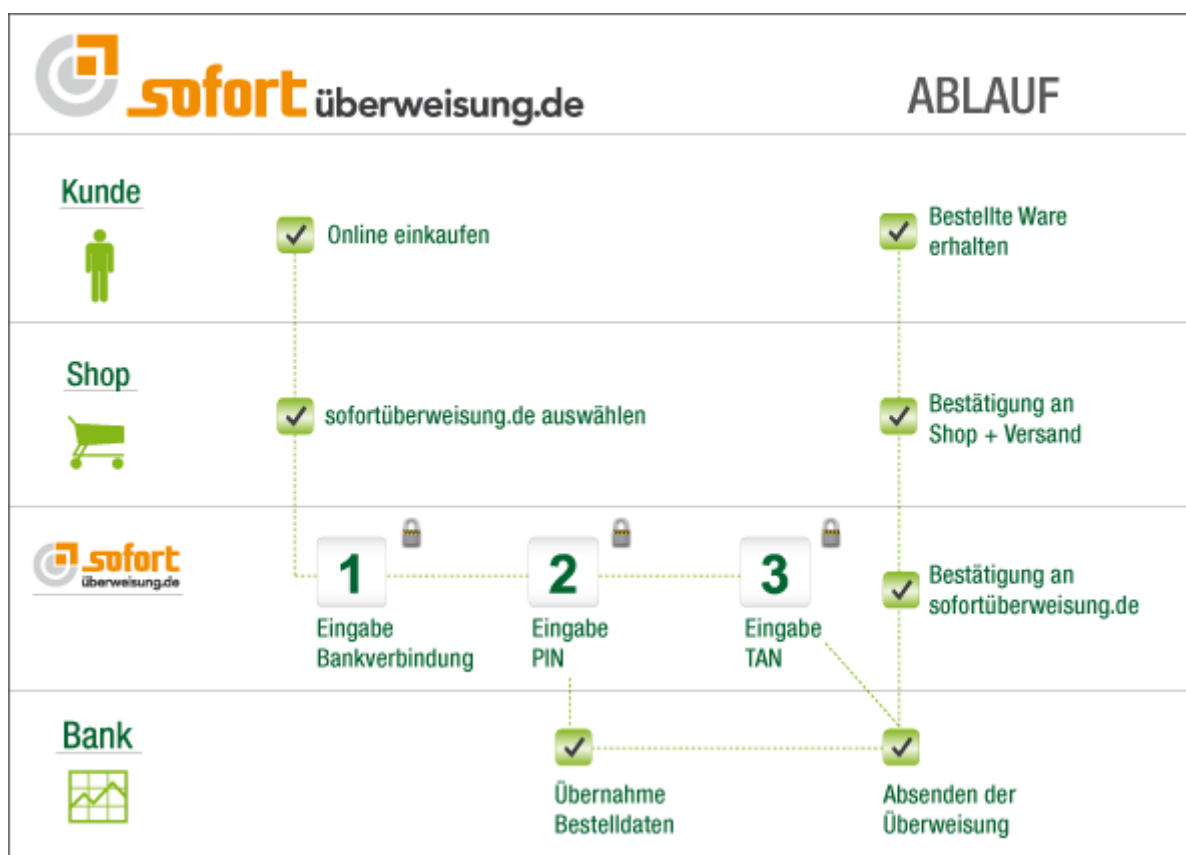 sofort überweisung.de
ABLAUF
Kunde
Online einkaufen
Bestellte Ware
erhalten
Shop
sofortüberweisung.de auswählen
Bestätigung an
Shop + Versand
sofort
überweisung.de
1
2
3
Eingabe
Bankverbindung
Eingabe
PIN
Eingabe
TAN
Bestätigung an
sofortüberweisung.de
Bank
Übernahme
Bestelldaten
Absenden der
Überweisung